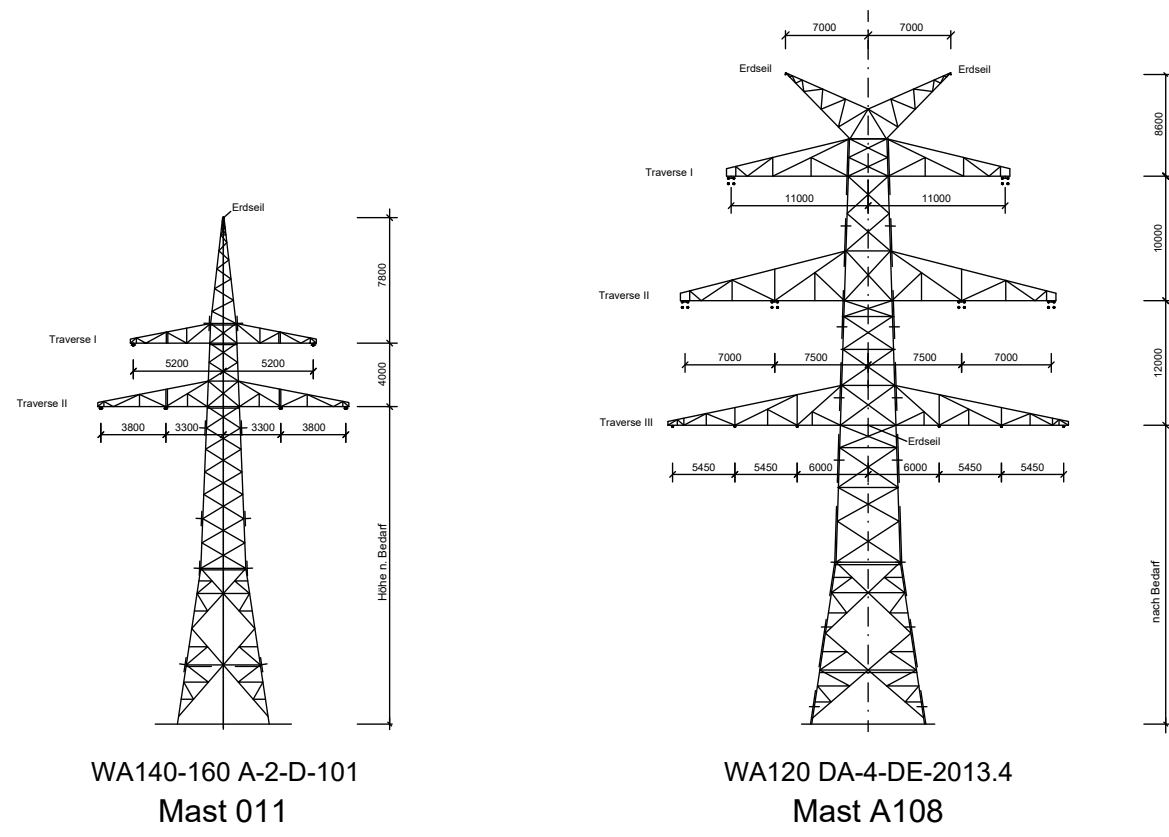 7000 7000
Erdseil Erdseil
8600
Traverse I
11000 11000
10000
Traverse II
7000 7500 7500 7000
12000
Traverse III
Erdseil
5450 5450 6000 6000 5450 5450
nach Bedarf
Erdseil
7800
Traverse I
5200 5200
4000
Traverse II
3800 3300 3300 3800
Höhe n. Bedarf
WA140-160 A-2-D-101
Mast 011
WA120 DA-4-DE-2013.4
Mast A108